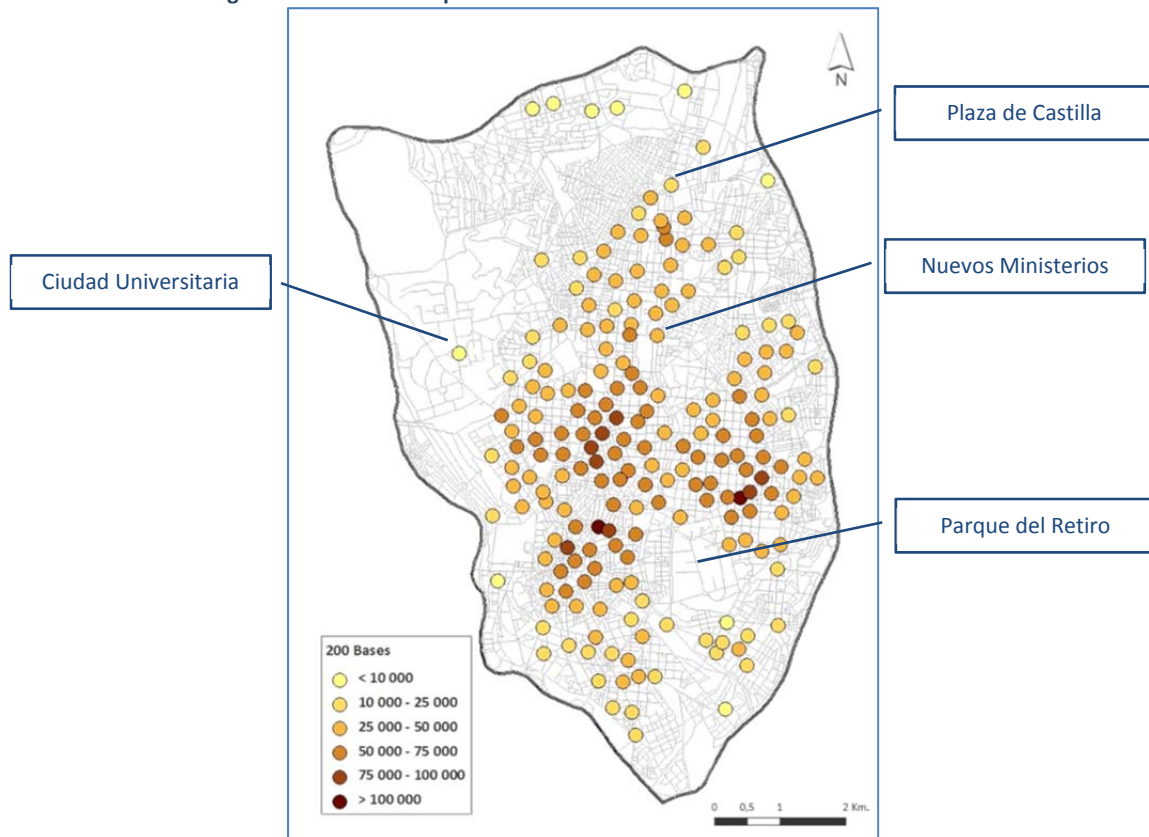 N
Plaza de Castilla
Ciudad Universitaria
Nuevos Ministerios
Parque del Retiro
200 Bases
< 10 000
10 000 - 25 000
25 000 - 50 000
50 000 - 75 000
75 000 - 100 000
> 100 000
0 0,5 1 2 Km.